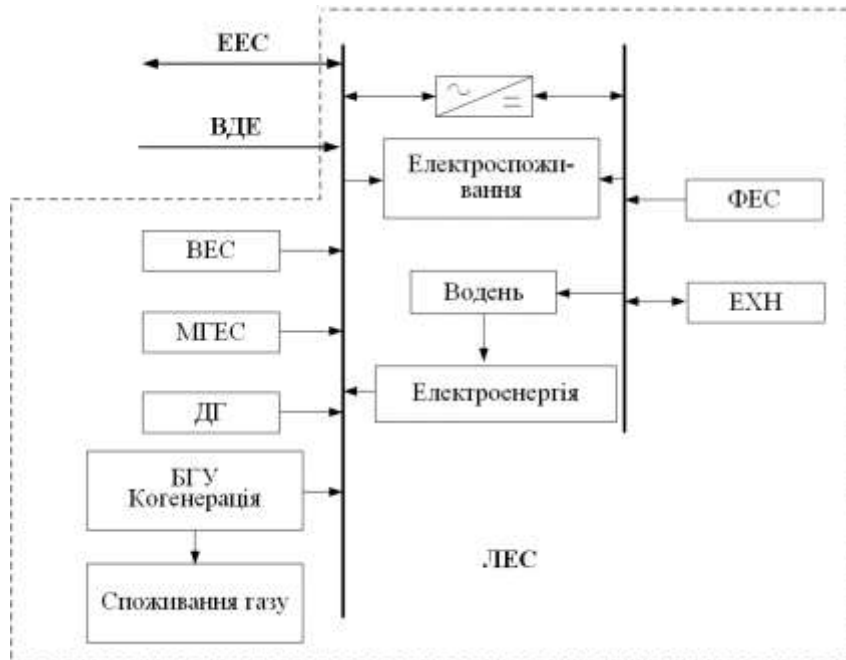 ЕЕС
ВДЕ
Електроспожи-
вання
ФЕС
ВЕС
Водень
ЕХН
МГЕС
Електроенергія
ДГ
БГУ
Когенерація
ЛЕС
Споживання газу